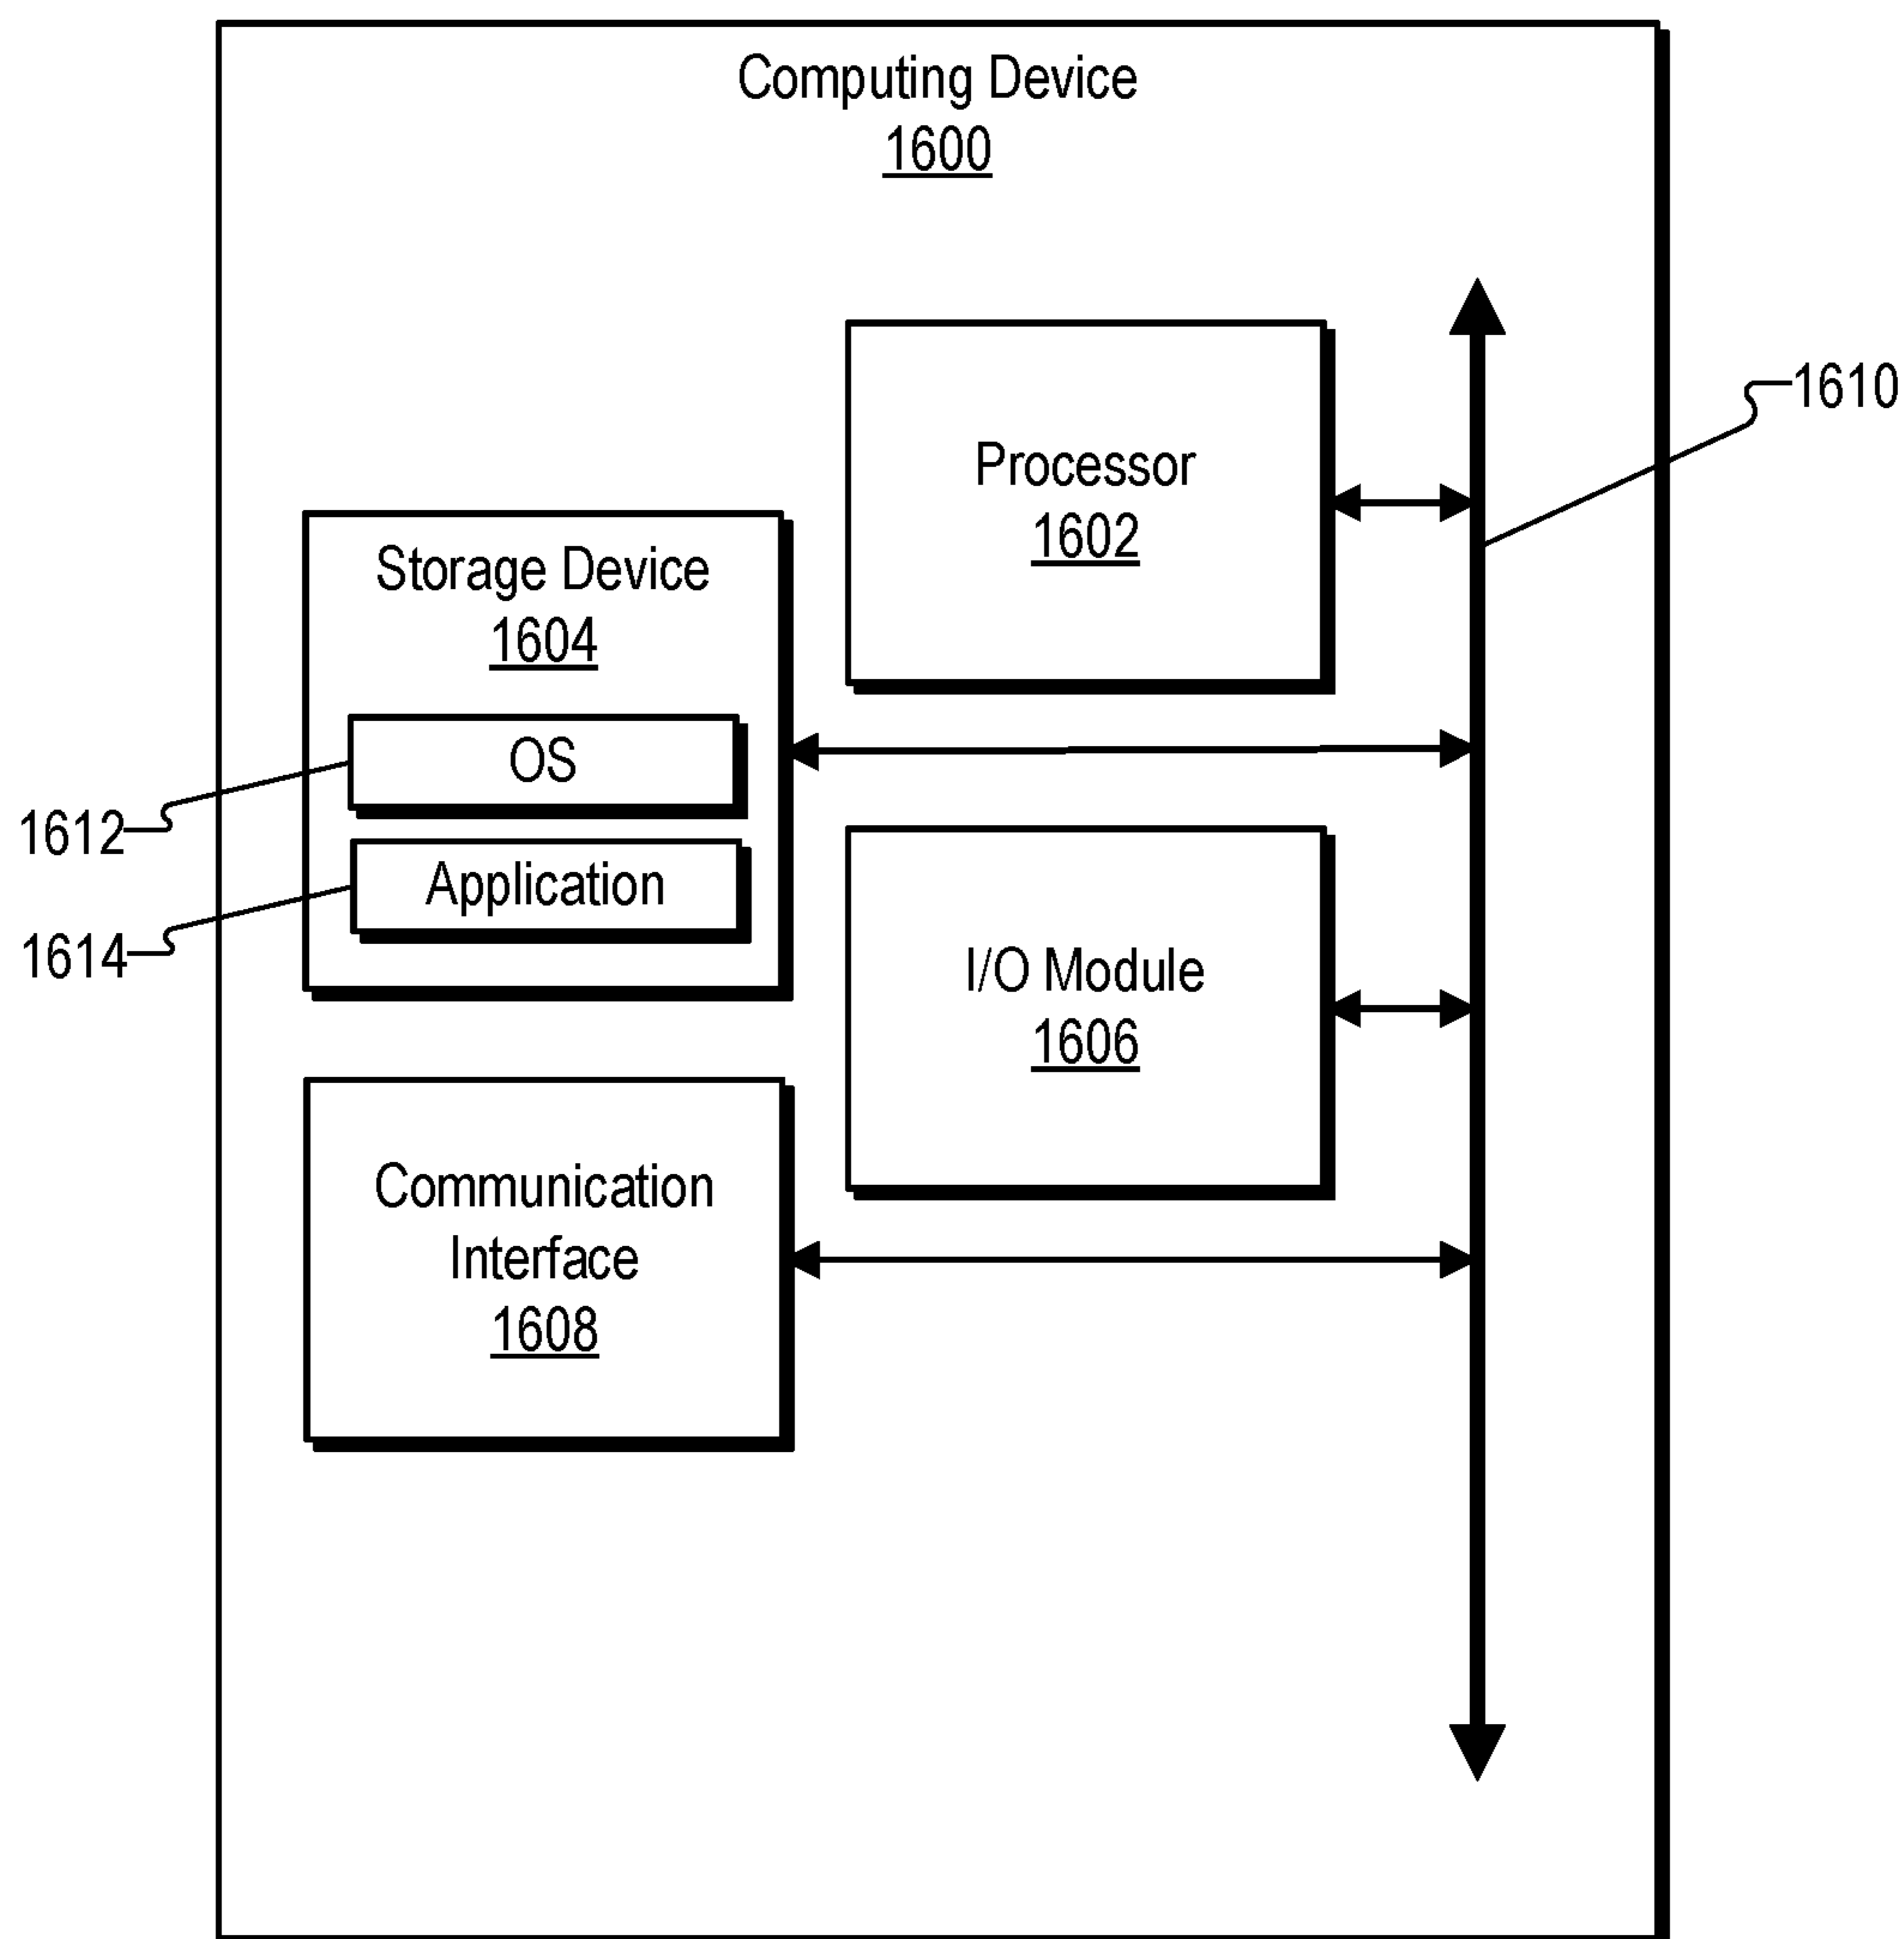 Computing Device
1600
Processor
1602
1610
Storage Device
1604
OS
1612
Application
1614
I/O Module
1606
Communication
Interface
1608